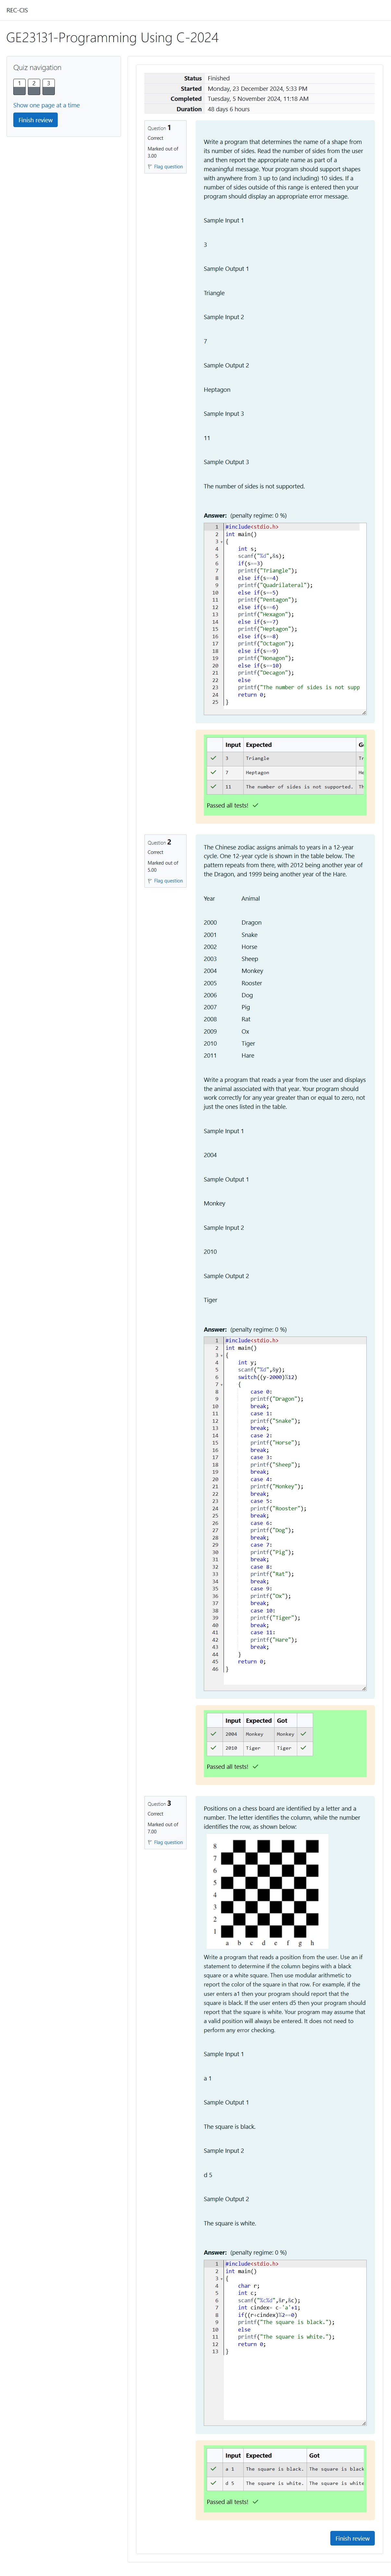 REC-CIS
GE23131-Programming Using C-2024
Quiz navigation
1 2 3
Show one page at a time
Finish review
Status Finished
Started Monday, 23 December 2024, 5:33 PM
Completed Tuesday, 5 November 2024, 11:18 AM
Duration 48 days 6 hours
Question 1
Correct
Marked out of
3.00
Flag question
Write a program that determines the name of a shape from
its number of sides. Read the number of sides from the user
and then report the appropriate name as part of a
meaningful message. Your program should support shapes
with anywhere from 3 up to (and including) 10 sides. If a
number of sides outside of this range is entered then your
program should display an appropriate error message.
Sample Input 1
3
Sample Output 1
Triangle
Sample Input 2
7
Sample Output 2
Heptagon
Sample Input 3
11
Sample Output 3
The number of sides is not supported.
Answer: (penalty regime: 0 %)
1 #include<stdio.h>
2 int main()
3 {
4 int s;
5 scanf("%d",&s);
6 if(s==3)
7 printf("Triangle");
8 else if(s==4)
9 printf("Quadrilateral");
10 else if(s==5)
11 printf("Pentagon");
12 else if(s==6)
13 printf("Hexagon");
14 else if(s==7)
15 printf("Heptagon");
16 else if(s==8)
17 printf("Octagon");
18 else if(s==9)
19 printf("Nonagon");
20 else if(s==10)
21 printf("Decagon");
22 else
23 printf("The number of sides is not supp
24 return 0;
25 }
Input Expected G
3 Triangle Tr
7 Heptagon He
11 The number of sides is not supported. Th
Passed all tests!
Question 2
Correct
Marked out of
5.00
Flag question
The Chinese zodiac assigns animals to years in a 12-year
cycle. One 12-year cycle is shown in the table below. The
pattern repeats from there, with 2012 being another year of
the Dragon, and 1999 being another year of the Hare.
Year Animal
2000 Dragon
2001 Snake
2002 Horse
2003 Sheep
2004 Monkey
2005 Rooster
2006 Dog
2007 Pig
2008 Rat
2009 Ox
2010 Tiger
2011 Hare
Write a program that reads a year from the user and displays
the animal associated with that year. Your program should
work correctly for any year greater than or equal to zero, not
just the ones listed in the table.
Sample Input 1
2004
Sample Output 1
Monkey
Sample Input 2
2010
Sample Output 2
Tiger
Answer: (penalty regime: 0 %)
1 #include<stdio.h>
2 int main()
3 {
4 int y;
5 scanf("%d",&y);
6 switch((y-2000)%12)
7 {
8 case 0:
9 printf("Dragon");
10 break;
11 case 1:
12 printf("Snake");
13 break;
14 case 2:
15 printf("Horse");
16 break;
17 case 3:
18 printf("Sheep");
19 break;
20 case 4:
21 printf("Monkey");
22 break;
23 case 5:
24 printf("Rooster");
25 break;
26 case 6:
27 printf("Dog");
28 break;
29 case 7:
30 printf("Pig");
31 break;
32 case 8:
33 printf("Rat");
34 break;
35 case 9:
36 printf("Ox");
37 break;
38 case 10:
39 printf("Tiger");
40 break;
41 case 11:
42 printf("Hare");
43 break;
44 }
45 return 0;
46 }
Input Expected Got
2004 Monkey Monkey
2010 Tiger Tiger
Passed all tests!
Question 3
Correct
Marked out of
7.00
Flag question
Positions on a chess board are identified by a letter and a
number. The letter identifies the column, while the number
identifies the row, as shown below:
8
7
6
5
4
3
2
1
a b c d e f g h
Write a program that reads a position from the user. Use an if
statement to determine if the column begins with a black
square or a white square. Then use modular arithmetic to
report the color of the square in that row. For example, if the
user enters a1 then your program should report that the
square is black. If the user enters d5 then your program should
report that the square is white. Your program may assume that
a valid position will always be entered. It does not need to
perform any error checking.
Sample Input 1
a 1
Sample Output 1
The square is black.
Sample Input 2
d 5
Sample Output 2
The square is white.
Answer: (penalty regime: 0 %)
1 #include<stdio.h>
2 int main()
3 {
4 char r;
5 int c;
6 scanf("%c%d",&r,&c);
7 int cindex= c-'a'+1;
8 if((r+cindex)%2==0)
9 printf("The square is black.");
10 else
11 printf("The square is white.");
12 return 0;
13 }
Input Expected Got
a 1 The square is black. The square is black
d 5 The square is white. The square is white
Passed all tests!
Finish review